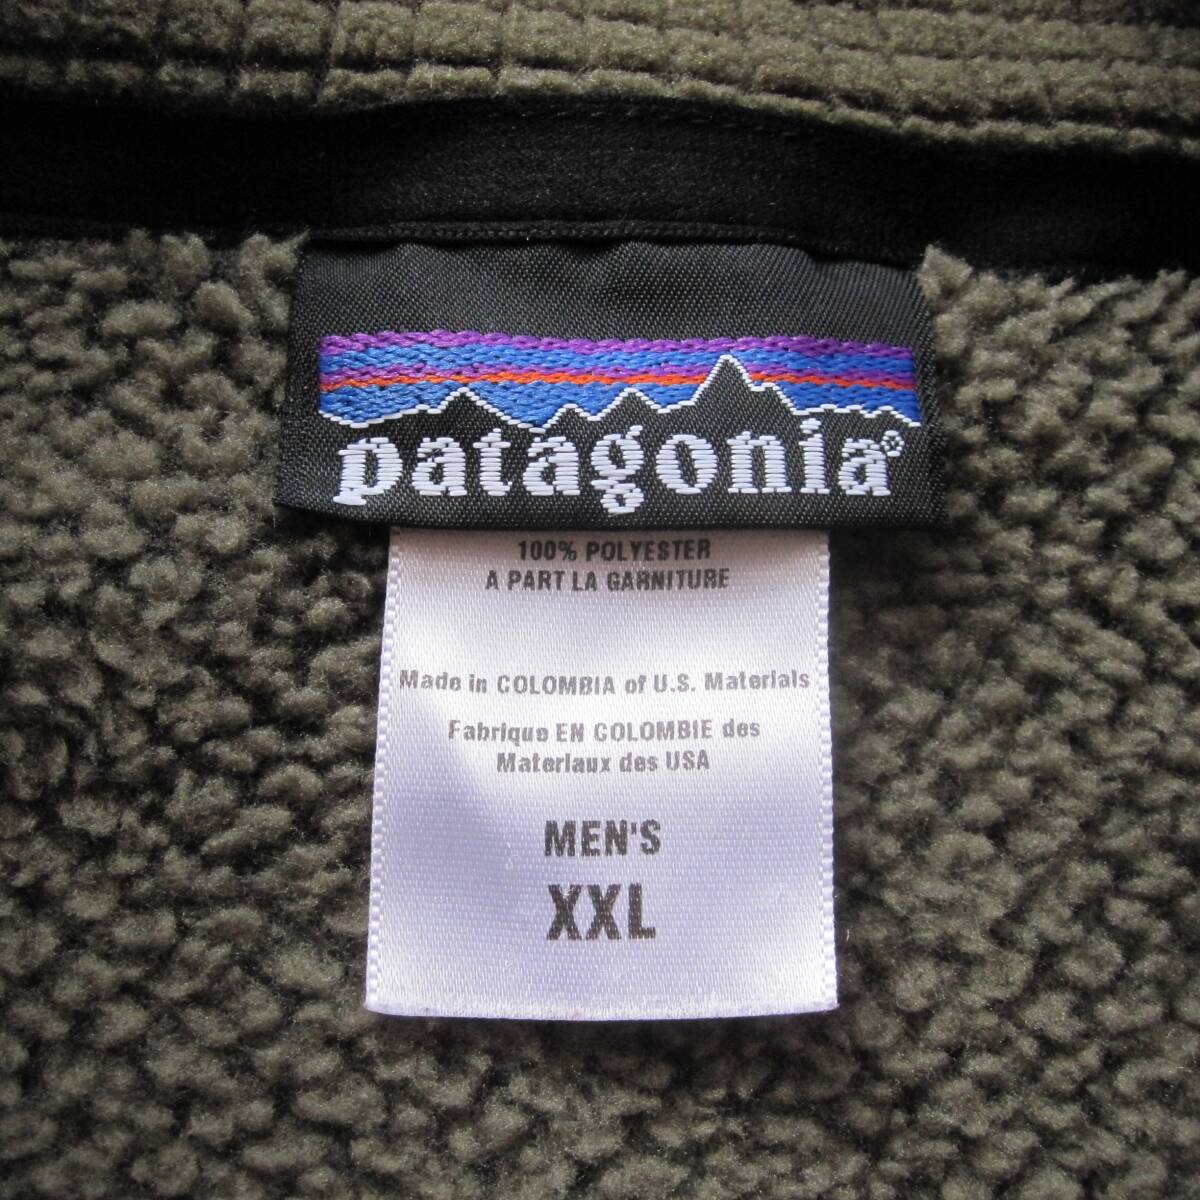 patagonia®
100% POLYESTER
A PART LA GARNITURE
Made in COLOMBIA of U.S. Materials
Fabrique EN COLOMBIE des
Materiaux des USA
MEN'S
XXL